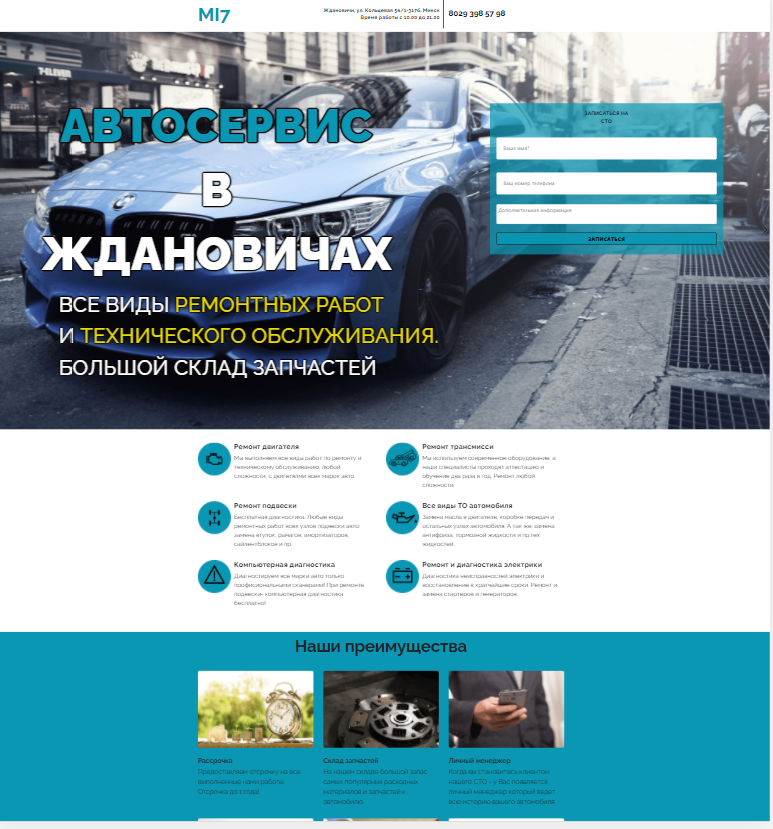 MI7
Ждановичи, ул. Кольцевая 5а/1-3176, Минск
Время работы с 10.00 до 21.00
8029 398 57 98
7-ELEVEN
АВТОСЕРВИС
В
ЖДАНОВИЧАХ
ВСЕ ВИДЫ РЕМОНТНЫХ РАБОТ
И ТЕХНИЧЕСКОГО ОБСЛУЖИВАНИЯ.
БОЛЬШОЙ СКЛАД ЗАПЧАСТЕЙ
ЗАПИСАТЬСЯ НА
СТО
Ваше имя?
Ваш номер телефона
Дополнительная информация
ЗАПИСАТЬСЯ
Ремонт двигателя
Мы выполняем все виды работ по ремонту и
техническому обслуживанию, любой
сложности, с двигателями всех марок авто.
Ремонт трансмисси
Мы используем современное оборудование, а
наши специалисты проходят аттестацию и
обучение два раза в год. Ремонт любой
сложности
Ремонт подвески
Бесплатная диагностика. Любые виды
ремонтных работ всех узлов подвески авто:
замена втулок, рычагов, амортизаторов,
сайлентблоков и пр.
Все виды ТО автомобиля
Замена масла в двигателе, коробке передач и
остальных узлах автомобиля. А так же замена
антифриза, тормозной жидкости и пр.тех
жидкостей.
Компьютерная диагностика
Диагностируем все марки авто только
професиональными сканерами! При ремонте
подвески- компьютерная диагностика
бесплатно!
Ремонт и диагностика электрики
Диагностика неисправностей электрики и
восстановление в кратчайшие сроки. Ремонт и
замена стартеров и генераторов.
Наши преимущества
Рассрочка
Предоставляем отсрочку на все
выполненные нами работы.
Отсрочка до 1 года!
Склад запчастей
На нашем складе большой запас
самых популярных расходных
материалов и запчастей к
автомобилю.
Личный менеджер
Когда вы становитесь клиентом
нашего СТО - у Вас появляется
личный менеджер который ведет
всю историю вашего автомобиля